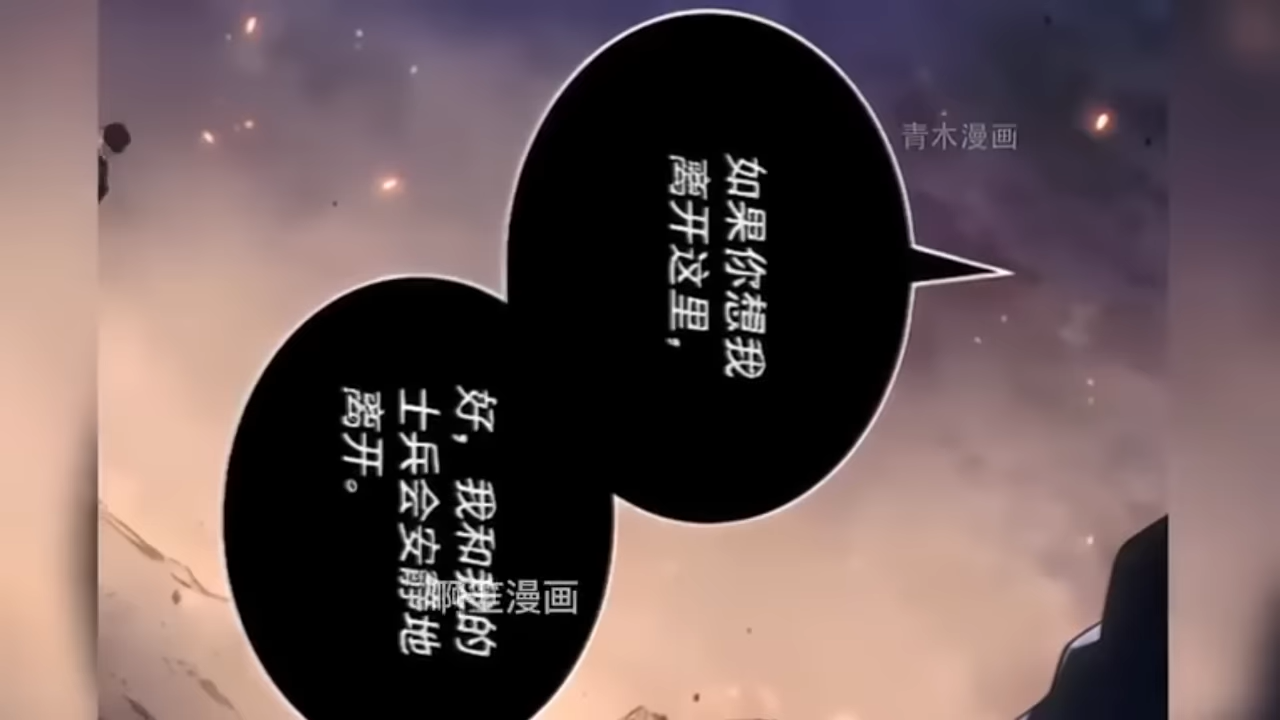 青木漫画
如果你想我
离开这里，
好，我和我的
士兵会安静地
离开。
漫画